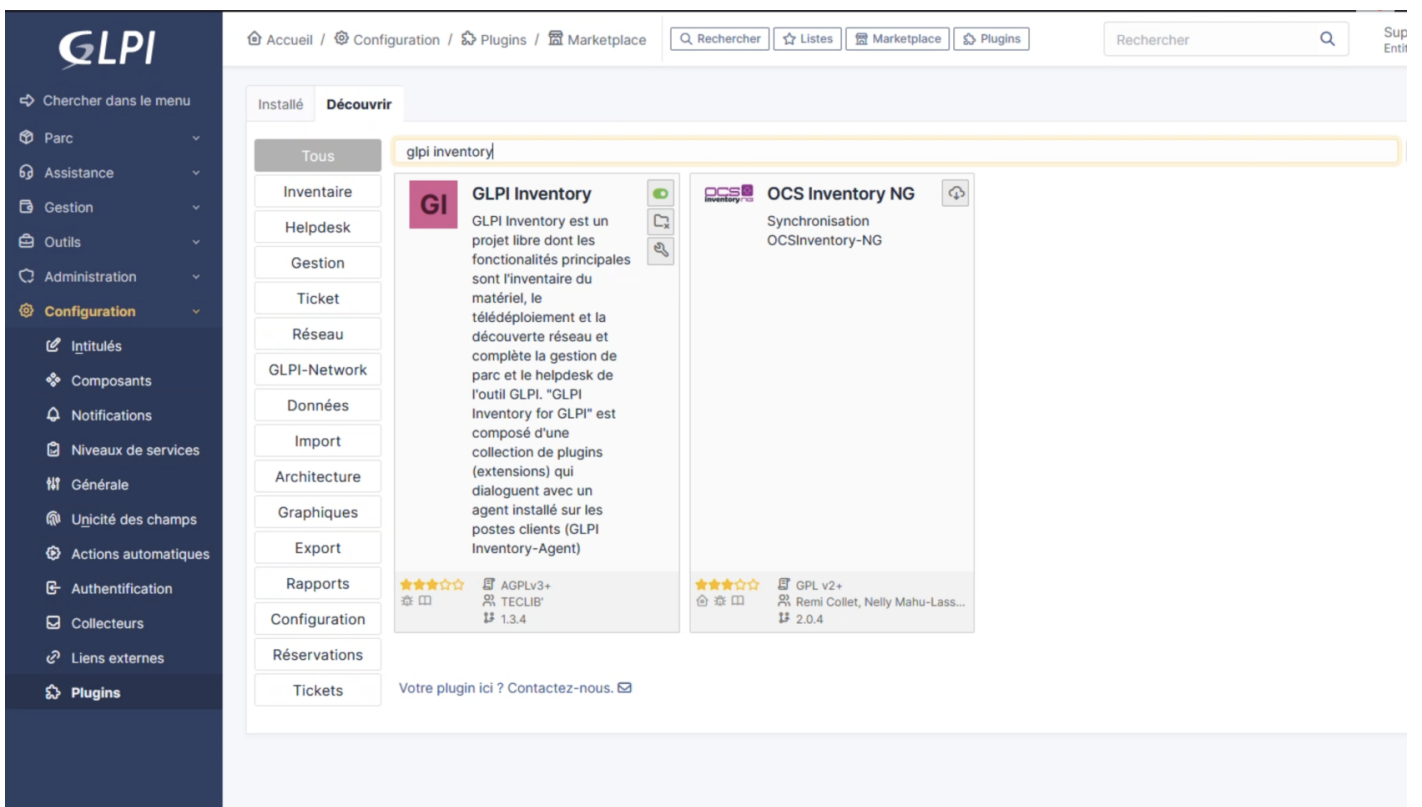 GLPI
Accueil / Configuration / Plugins / Marketplace
Rechercher
Listes
Marketplace
Plugins
Rechercher
Sup
Entit
Chercher dans le menu
Parc
Assistance
Gestion
Outils
Administration
Configuration
Intitulés
Composants
Notifications
Niveaux de services
Générale
Unicité des champs
Actions automatiques
Authentification
Collecteurs
Liens externes
Plugins
Installé
Découvrir
Tous
Inventaire
Helpdesk
Gestion
Ticket
Réseau
GLPI-Network
Données
Import
Architecture
Graphiques
Export
Rapports
Configuration
Réservations
Tickets
glpi inventory
GI
GLPI Inventory
GLPI Inventory est un
projet libre dont les
fonctionalités principales
sont l'inventaire du
matériel, le
télédéploiement et la
découverte réseau et
complète la gestion de
parc et le helpdesk de
l'outil GLPI. "GLPI
Inventory for GLPI" est
composé d'une
collection de plugins
(extensions) qui
dialoguent avec un
agent installé sur les
postes clients (GLPI
Inventory-Agent)
AGPLv3+
TECLIB'
1.3.4
OCS
Inventory NG
OCS Inventory NG
Synchronisation
OCSInventory-NG
GPL v2+
Remi Collet, Nelly Mahu-Lass...
2.0.4
Votre plugin ici ? Contactez-nous.